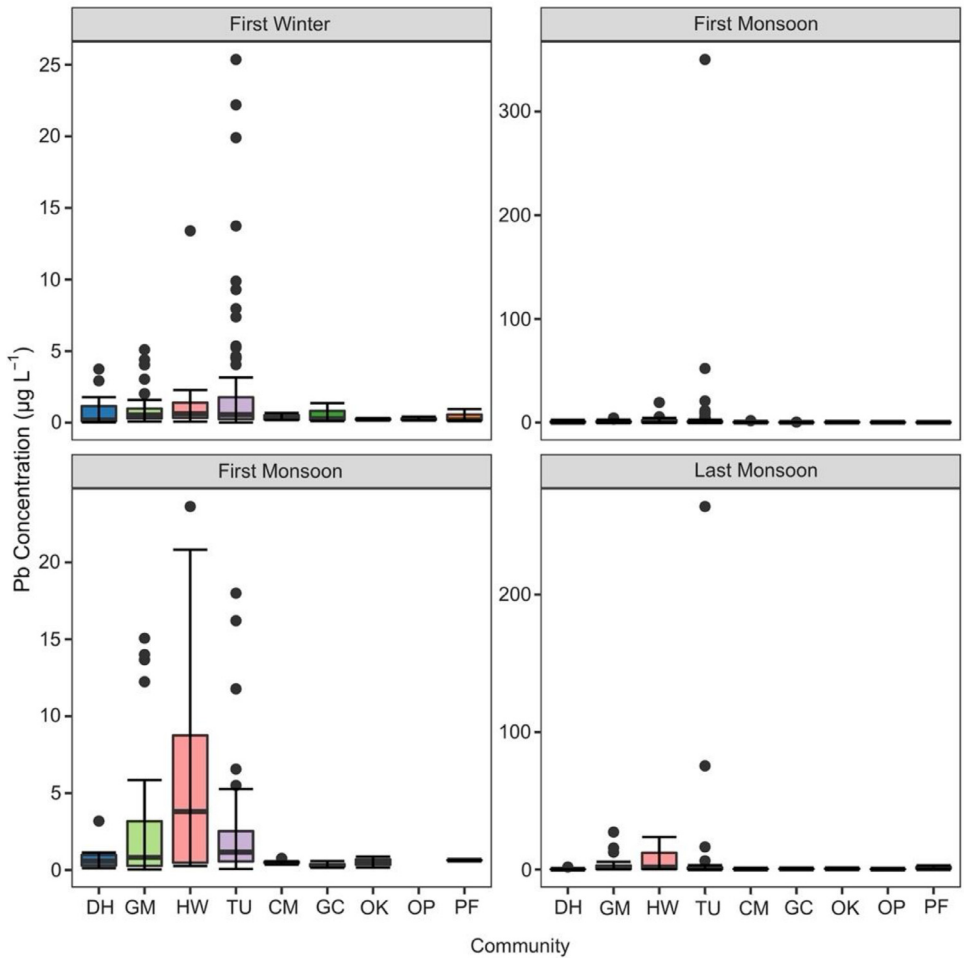 First Winter
First Monsoon
25
20
15
10
5
0
300
200
100
0
Pb Concentration (µg L⁻¹)
First Monsoon
Last Monsoon
20
15
10
5
0
200
100
0
DH GM HW TU CM GC OK OP PF
DH GM HW TU CM GC OK OP PF
Community